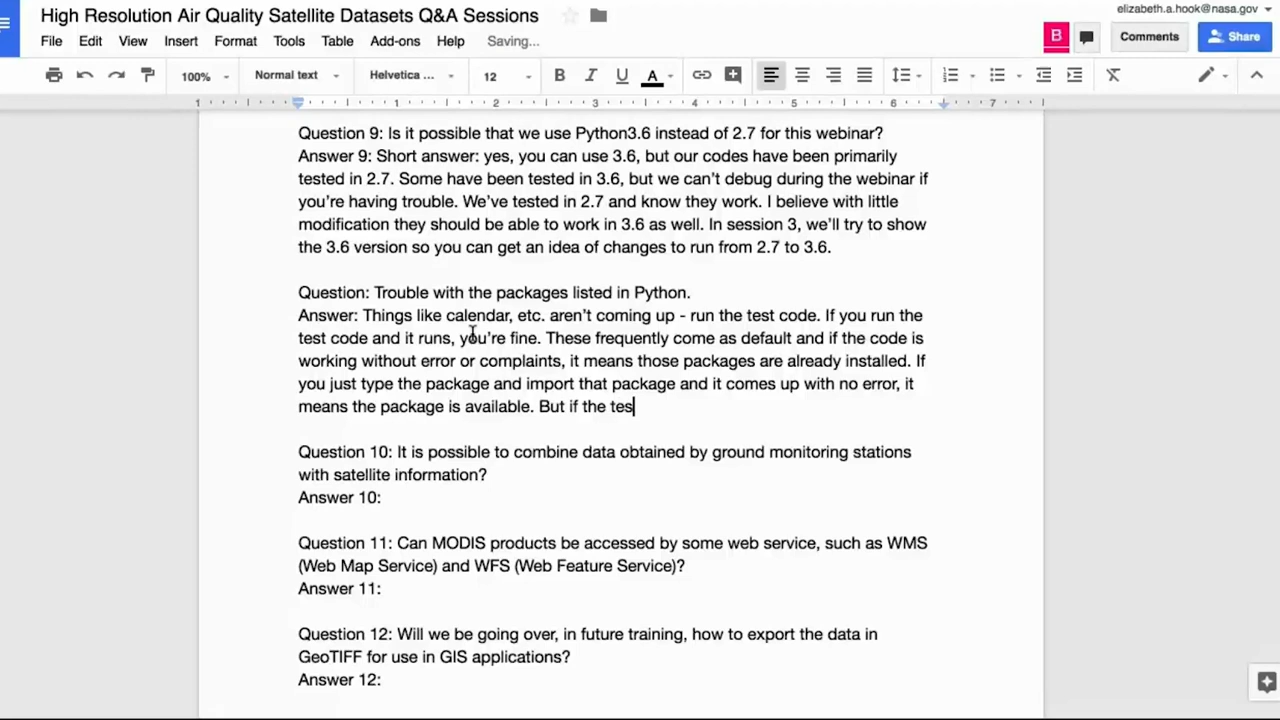 High Resolution Air Quality Satellite Datasets Q&A Sessions
elizabeth.a.hook@nasa.gov
File Edit View Insert Format Tools Table Add-ons Help Saving...
B Comments Share
100% Normal text Helvetica ... 12 B I U A
1 1 2 3 4 5 6 7
Question 9: Is it possible that we use Python3.6 instead of 2.7 for this webinar?
Answer 9: Short answer: yes, you can use 3.6, but our codes have been primarily
tested in 2.7. Some have been tested in 3.6, but we can't debug during the webinar if
you're having trouble. We've tested in 2.7 and know they work. I believe with little
modification they should be able to work in 3.6 as well. In session 3, we'll try to show
the 3.6 version so you can get an idea of changes to run from 2.7 to 3.6.
Question: Trouble with the packages listed in Python.
Answer: Things like calendar, etc. aren't coming up - run the test code. If you run the
test code and it runs, you're fine. These frequently come as default and if the code is
working without error or complaints, it means those packages are already installed. If
you just type the package and import that package and it comes up with no error, it
means the package is available. But if the tes
Question 10: It is possible to combine data obtained by ground monitoring stations
with satellite information?
Answer 10:
Question 11: Can MODIS products be accessed by some web service, such as WMS
(Web Map Service) and WFS (Web Feature Service)?
Answer 11:
Question 12: Will we be going over, in future training, how to export the data in
GeoTIFF for use in GIS applications?
Answer 12: